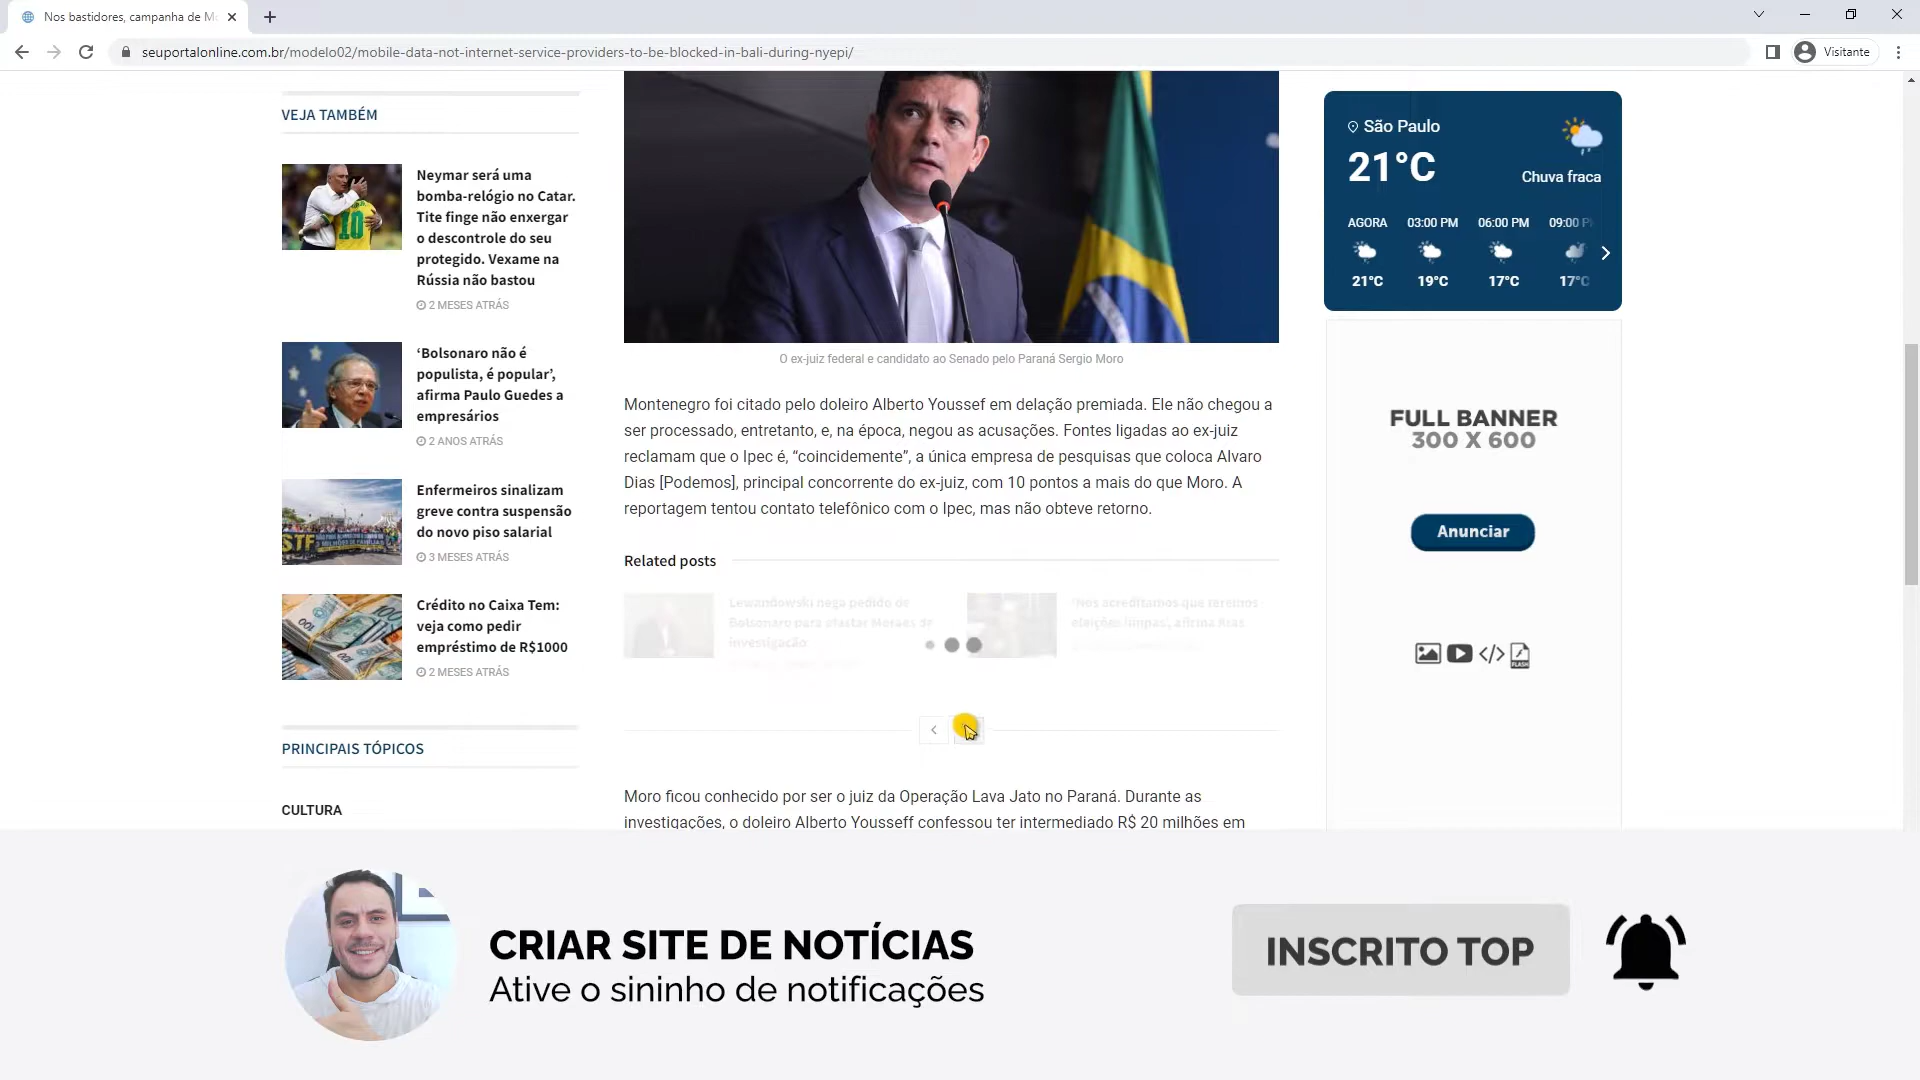 Nos bastidores, campanha de Mo
Visitante
seuportalonline.com.br/modelo02/mobile-data-not-internet-service-providers-to-be-blocked-in-bali-during-nyepi/
VEJA TAMBÉM
Neymar será uma
bomba-relógio no Catar.
Tite finge não enxergar
o descontrole do seu
protegido. Vexame na
Rússia não bastou
2 MESES ATRÁS
‘Bolsonaro não é
populista, é popular’,
afirma Paulo Guedes a
empresários
2 ANOS ATRÁS
STF
Enfermeiros sinalizam
greve contra suspensão
do novo piso salarial
3 MESES ATRÁS
Crédito no Caixa Tem:
veja como pedir
empréstimo de R$1000
2 MESES ATRÁS
PRINCIPAIS TÓPICOS
CULTURA
O ex-juiz federal e candidato ao Senado pelo Paraná Sergio Moro
Montenegro foi citado pelo doleiro Alberto Youssef em delação premiada. Ele não chegou a
ser processado, entretanto, e, na época, negou as acusações. Fontes ligadas ao ex-juiz
reclamam que o Ipec é, “coincidemente”, a única empresa de pesquisas que coloca Alvaro
Dias [Podemos], principal concorrente do ex-juiz, com 10 pontos a mais do que Moro. A
reportagem tentou contato telefônico com o Ipec, mas não obteve retorno.
Related posts
Lewandowski nega pedido de
Bolsonaro para afastar Moraes de
investigação
‘Nós acreditamos que teremos
eleições limpas’, afirma Aras
Moro ficou conhecido por ser o juiz da Operação Lava Jato no Paraná. Durante as
investigações, o doleiro Alberto Yousseff confessou ter intermediado R$ 20 milhões em
São Paulo
21°C
Chuva fraca
AGORA 03:00 PM 06:00 PM 09:00 P
21°C 19°C 17°C 17°C
FULL BANNER
300 X 600
Anunciar
FLASH
CRIAR SITE DE NOTÍCIAS
Ative o sininho de notificações
INSCRITO TOP